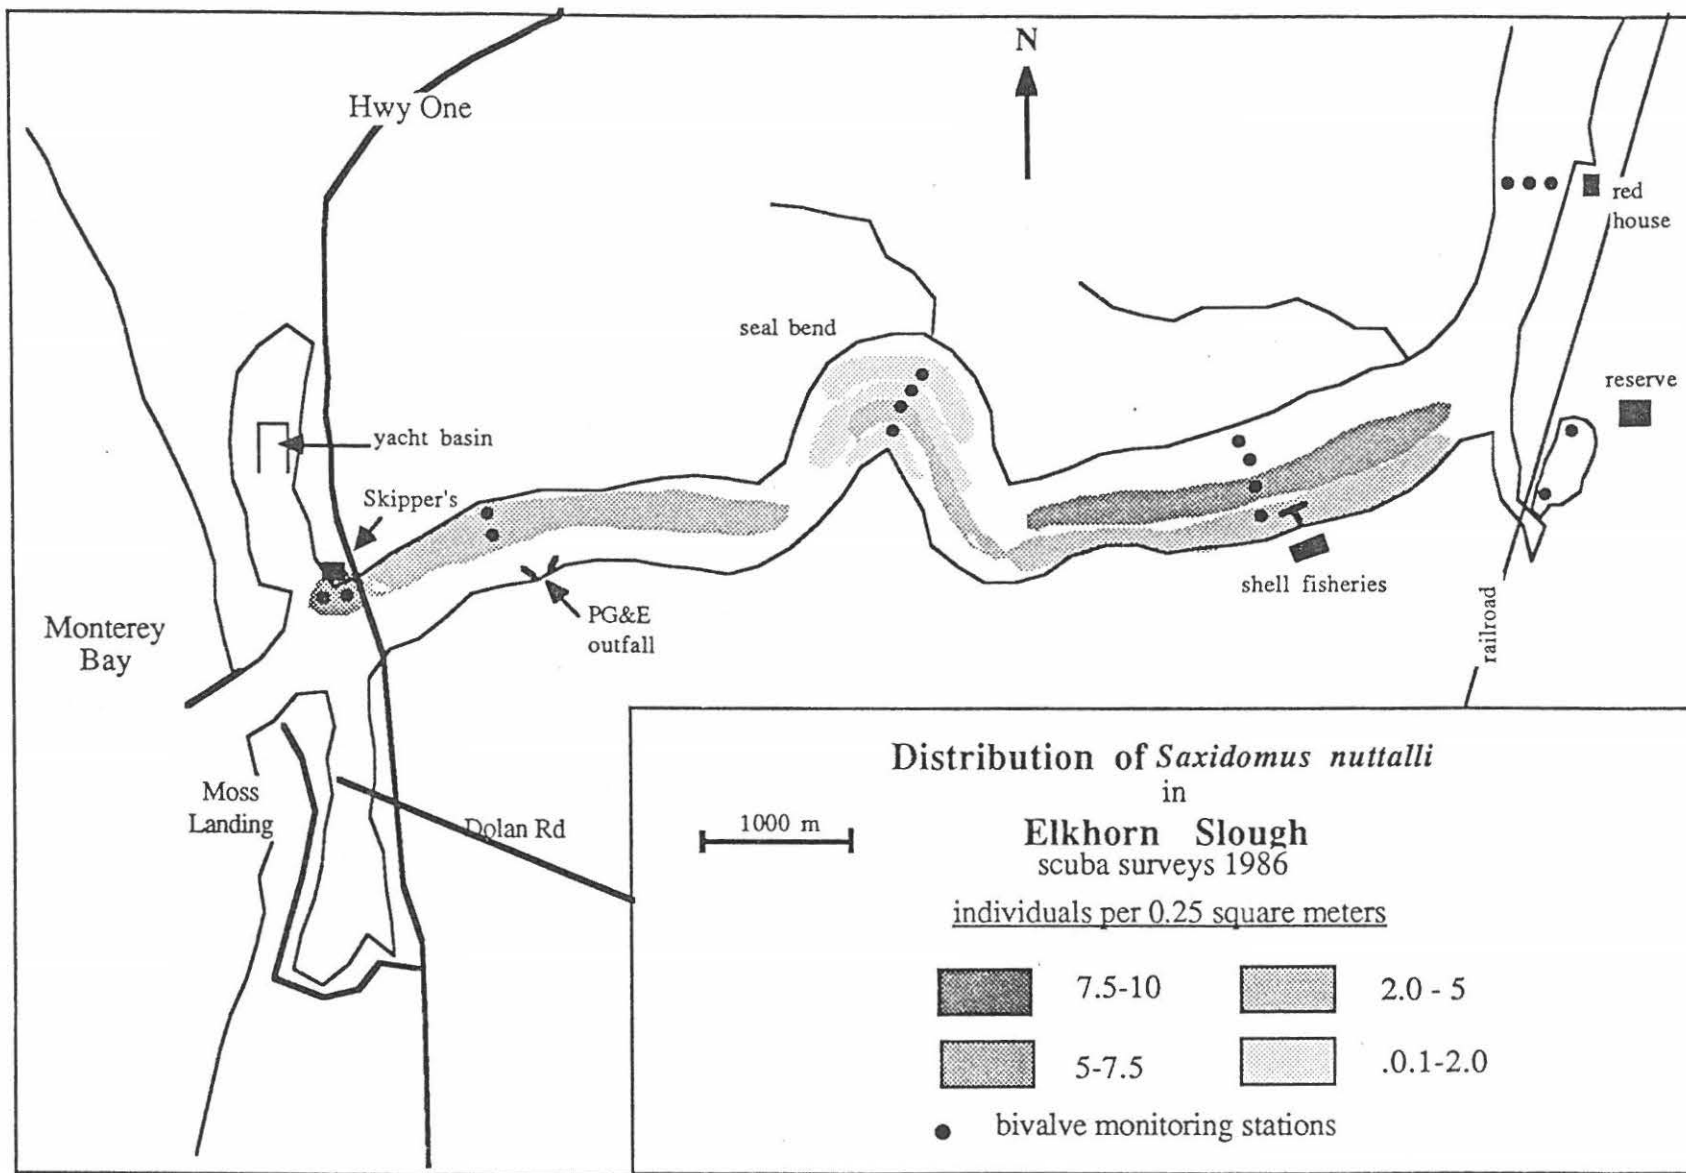 N
Hwy One
red
house
seal bend
reserve
yacht basin
Skipper's
shell fisheries
PG&E
outfall
Monterey
Bay
railroad
Moss
Landing
Dolan Rd
Distribution of Saxidomus nuttalli
in
Elkhorn Slough
scuba surveys 1986
1000 m
individuals per 0.25 square meters
7.5-10
2.0 - 5
5-7.5
.0.1-2.0
bivalve monitoring stations